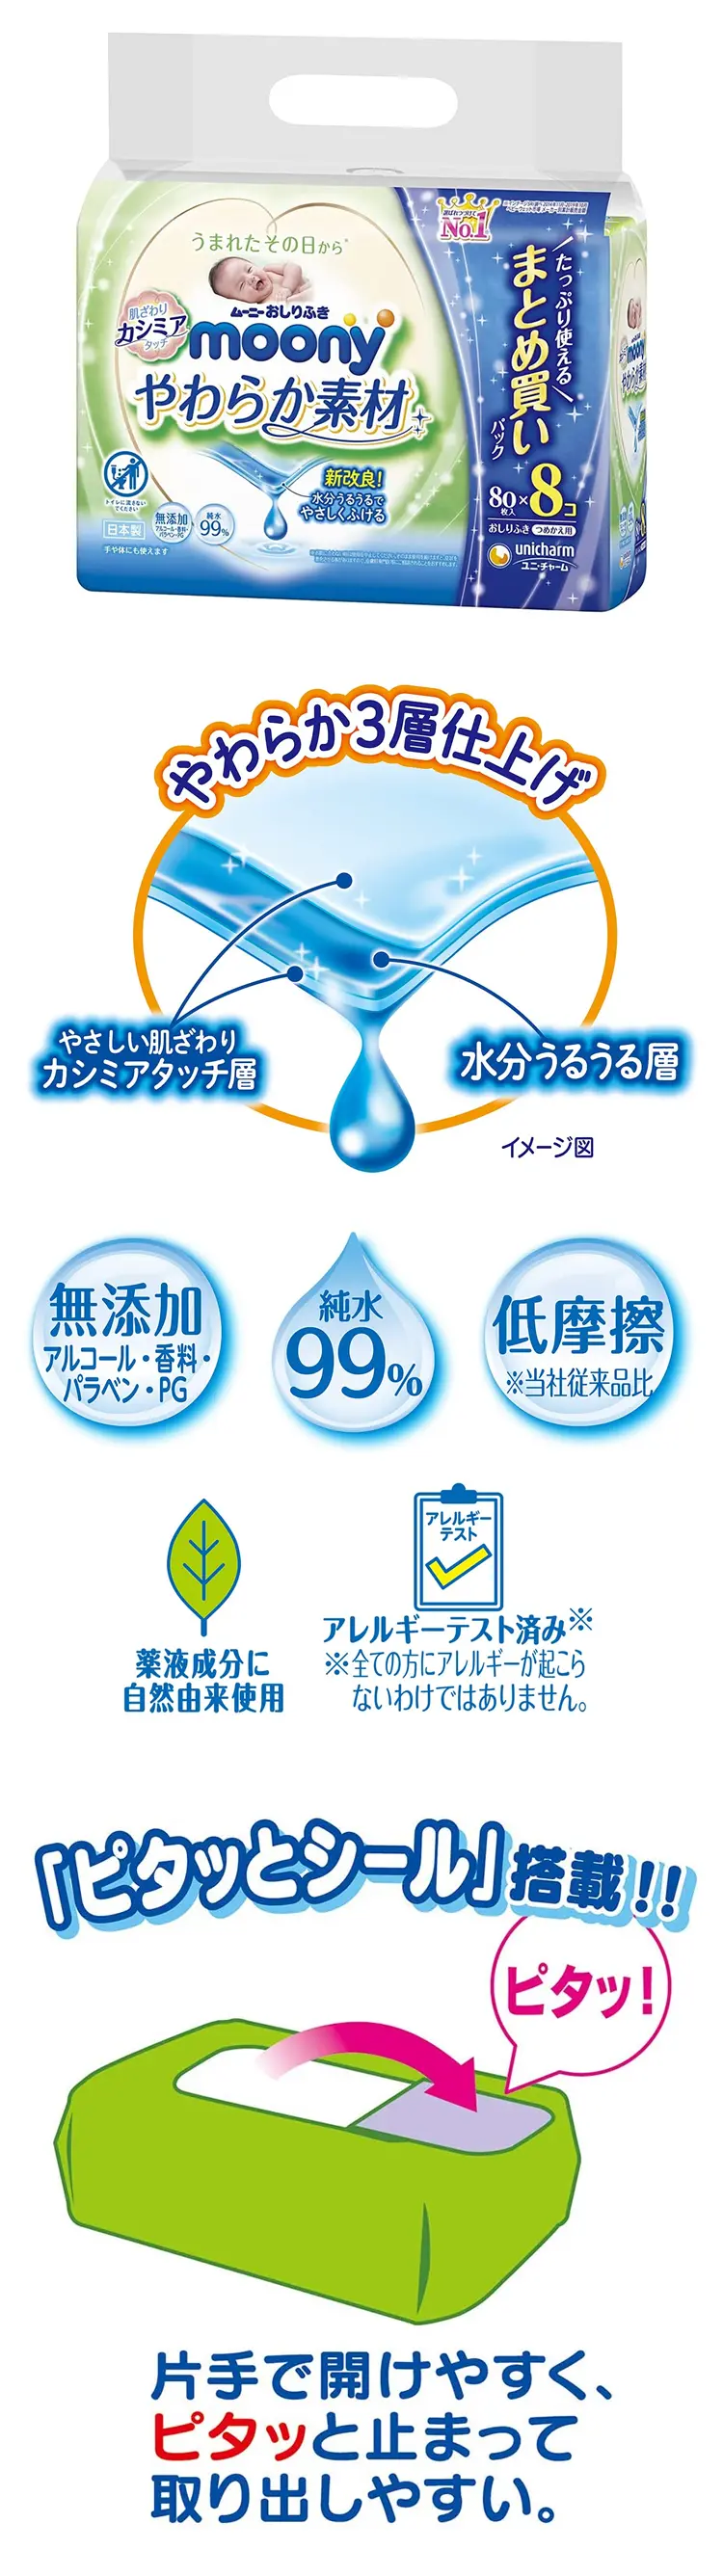 うまれたその日から*
肌ざわり
カシミア
タッチ
ムーニーおしりふき
moony
やわらか素材
新改良!
水分うるうるで
やさしくふける
トイレに流さない
でください
日本製
無添加
アルコール・香料・
パラベン・PG
純水
99%
手や体にも使えます
No.1
たっぷり使える
まとめ買い
パック
80枚入×8コ
おしりふき つめかえ用
unicharm
ユニ・チャーム
moony
やわらか素材
やわらか3層仕上げ
やさしい肌ざわり
カシミアタッチ層
水分うるうる層
イメージ図
無添加
アルコール・香料・
パラベン・PG
純水
99%
低摩擦
※当社従来品比
薬液成分に
自然由来使用
アレルギー
テスト
アレルギーテスト済み※
※全ての方にアレルギーが起こら
ないわけではありません。
「ピタッとシール」搭載!!
ピタッ!
片手で開けやすく、
ピタッと止まって
取り出しやすい。